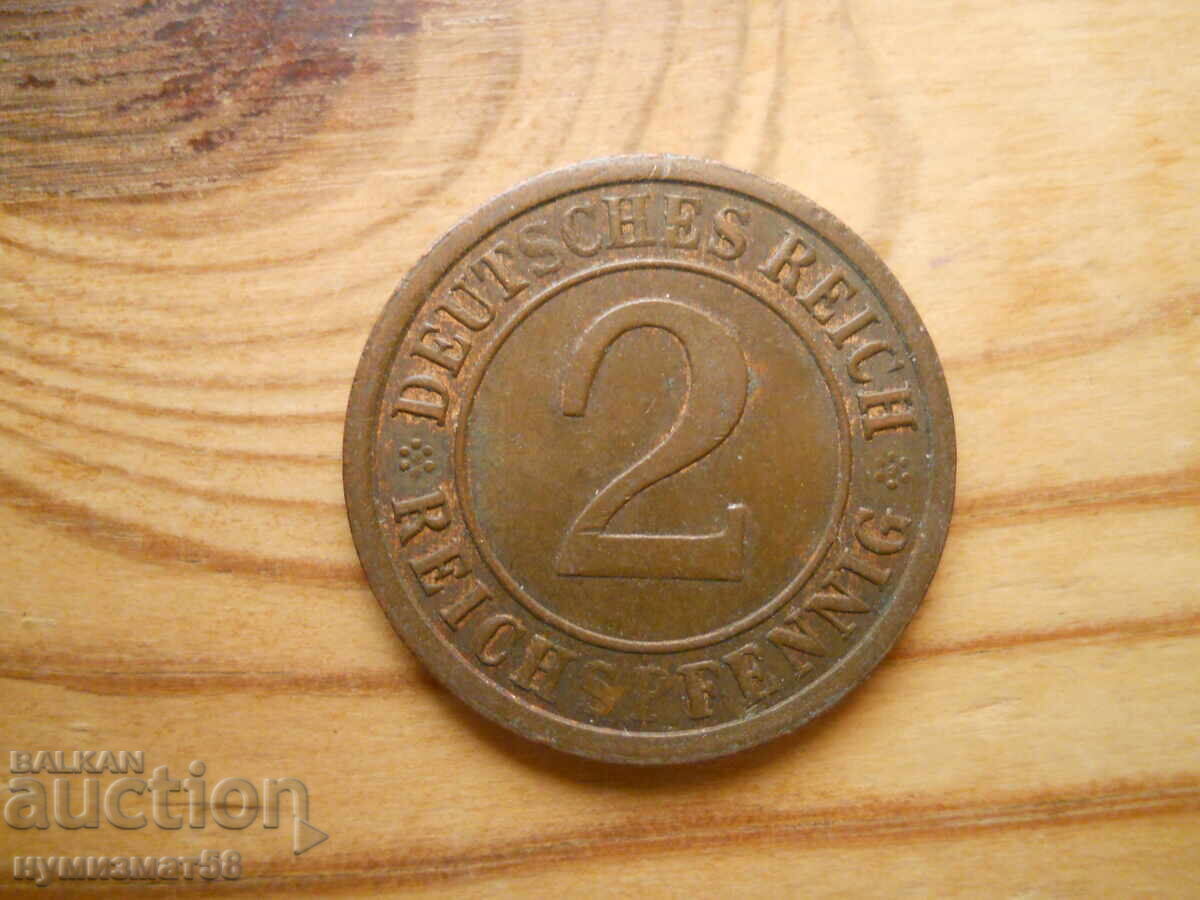 DEUTSCHES REICH
2
REICHSPFENNIG
BALKAN
auction
нумизмат58